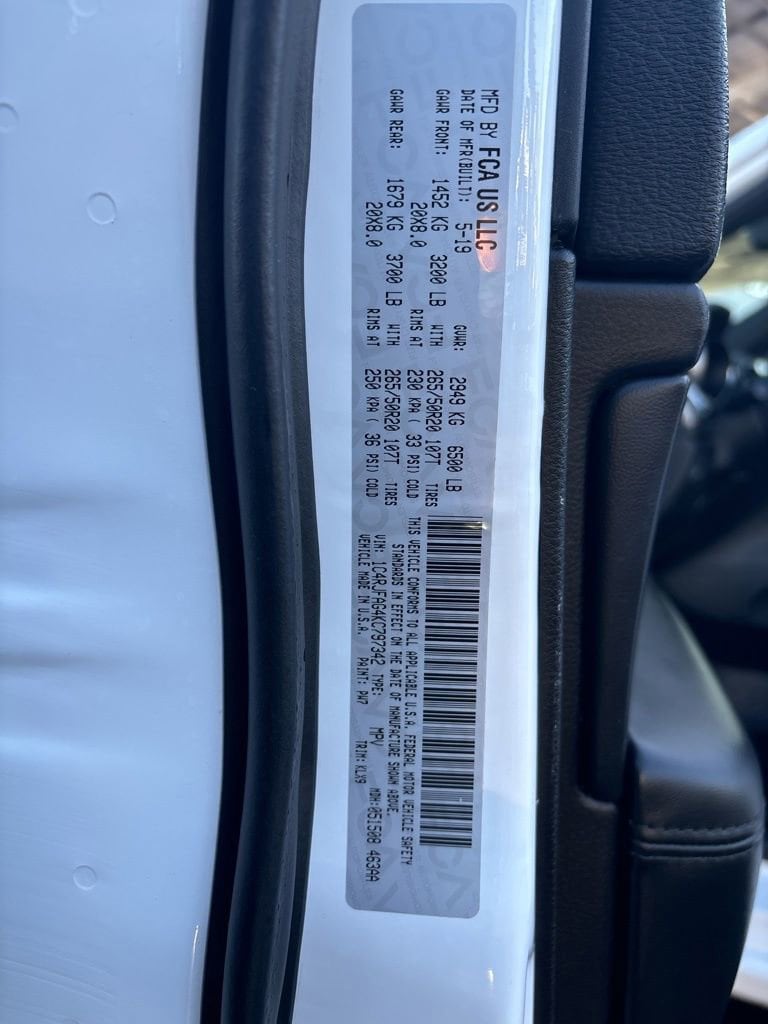 MFD BY FCA US LLC
DATE OF MFR(BUILT): 5-19 GVWR: 2949 KG 6500 LB
GAWR FRONT: 1452 KG 3200 LB WITH 265/50R20 107T TIRES
20X8.0 RIMS AT 230 KPA ( 33 PSI) COLD
GAWR REAR: 1679 KG 3700 LB WITH 265/50R20 107T TIRES
20X8.0 RIMS AT 250 KPA ( 36 PSI) COLD
THIS VEHICLE CONFORMS TO ALL APPLICABLE U.S.A. FEDERAL MOTOR VEHICLE SAFETY
STANDARDS IN EFFECT ON THE DATE OF MANUFACTURE SHOWN ABOVE.
VIN: 1C4RJFAG4KC797342 TYPE: MPV MDH:051508 463AA
VEHICLE MADE IN U.S.A. PAINT: PW7 TRIM:KLX9